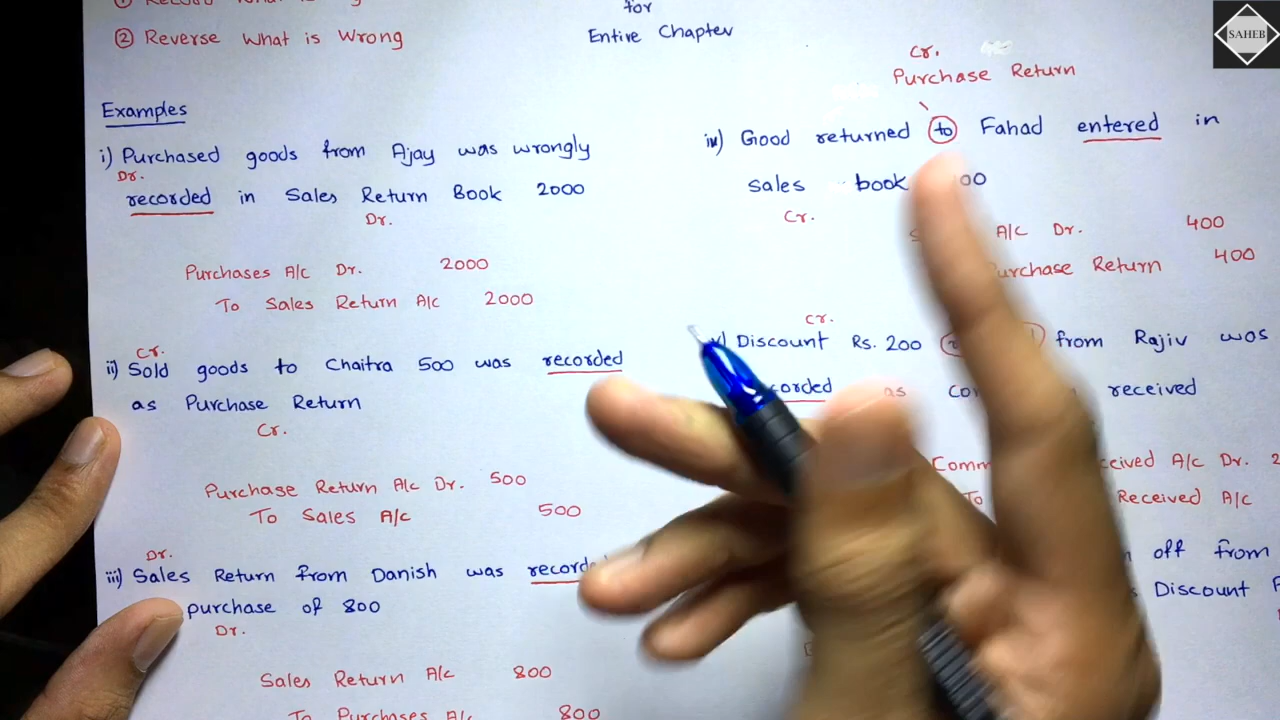 ② Reverse What is Wrong
for
Entire Chapter
SAHEB
Examples
i) Purchased goods from Ajay was wrongly
Dr.
recorded in Sales Return Book 2000
Dr.
Purchases A/c Dr. 2000
To Sales Return A/c 2000
Cr.
ii) Sold goods to Chaitra 500 was recorded
as Purchase Return
Cr.
Purchase Return A/c Dr. 500
To Sales A/c 500
Dr.
iii) Sales Return from Danish was
purchase of 800
Dr.
Sales Return A/c 800
To Purchases A/c 800
Cr.
Purchase Return
iv) Good returned to Fahad entered in
sales book
Cr.
A/c Dr. 400
Purchase Return 400
Cr.
Discount Rs. 200 from Rajiv was
as received
A/c Dr.
To Received A/c
off from
Discount